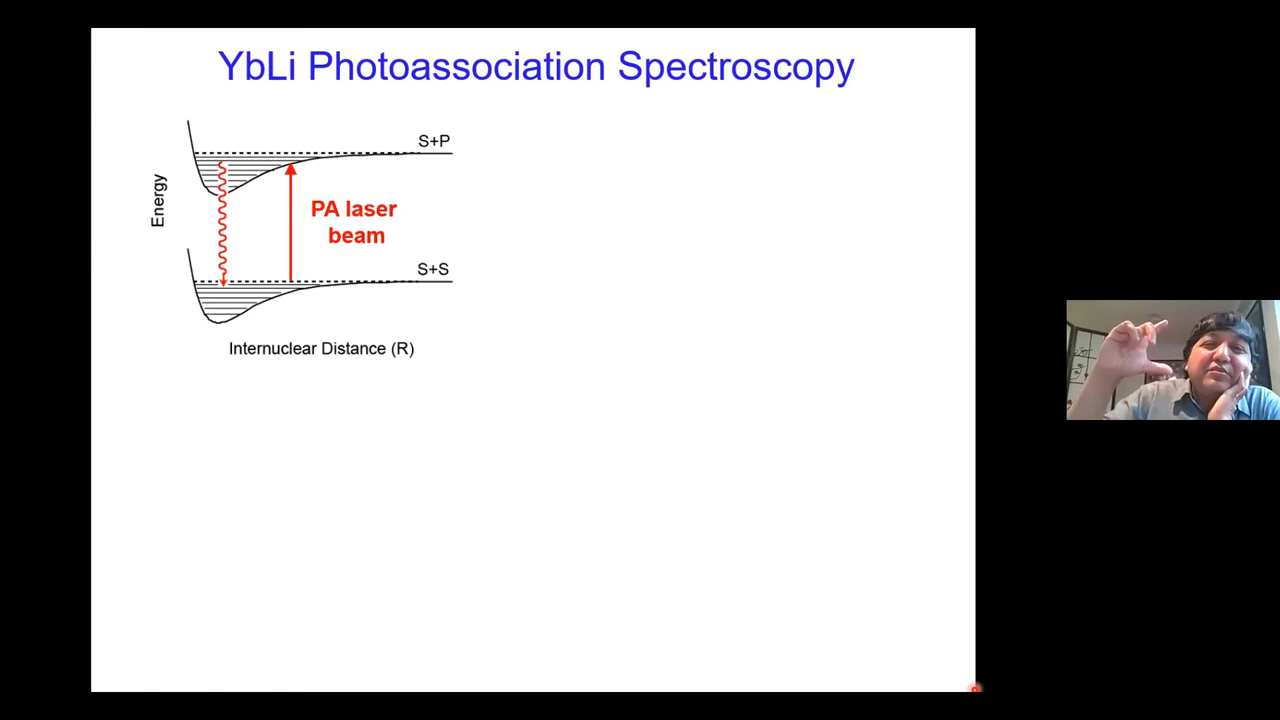 YbLi Photoassociation Spectroscopy
S+P
Energy
PA laser
beam
S+S
Internuclear Distance (R)